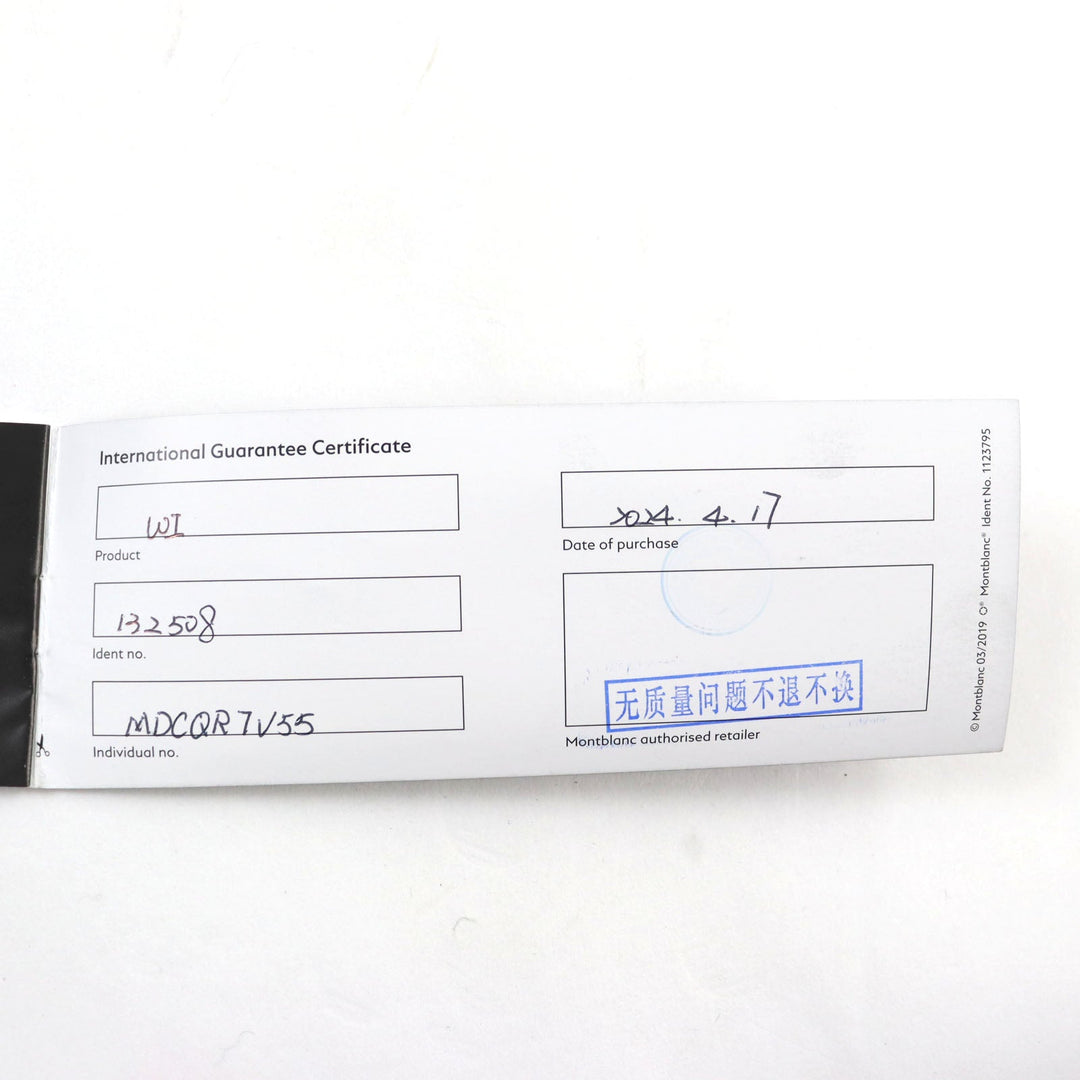 International Guarantee Certificate
WI
Product
132508
Ident no.
MDCQR7V55
Individual no.
2024. 4. 17
Date of purchase
无质量问题不退不换
Montblanc authorised retailer
© Montblanc 03/2019 Montblanc® Ident No. 1123795